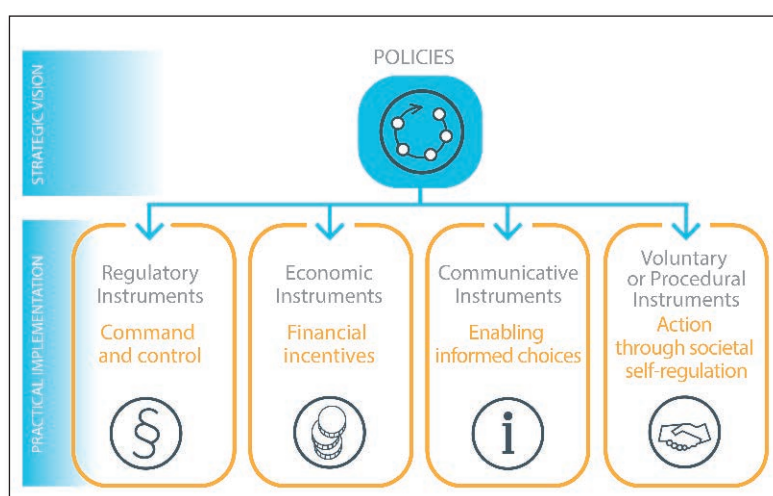 STRATEGIC VISION
POLICIES
PRACTICAL IMPLEMENTATION
Regulatory
Instruments
Command
and control
§
Economic
Instruments
Financial
incentives
Communicative
Instruments
Enabling
informed choices
i
Voluntary
or Procedural
Instruments
Action
through societal
self-regulation